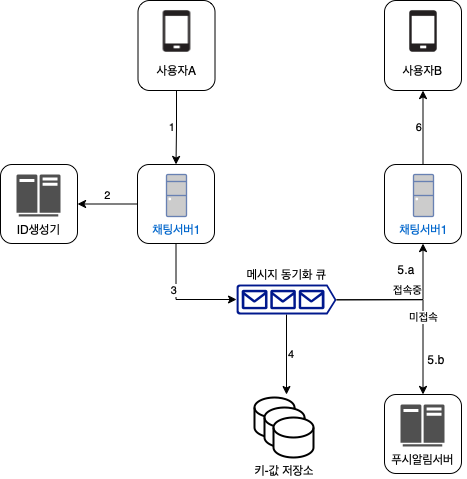 사용자A
사용자B
1
6
2
ID생성기
채팅서버1
채팅서버1
3
메시지 동기화 큐
5.a
접속중
미접속
4
5.b
키-값 저장소
푸시알림서버